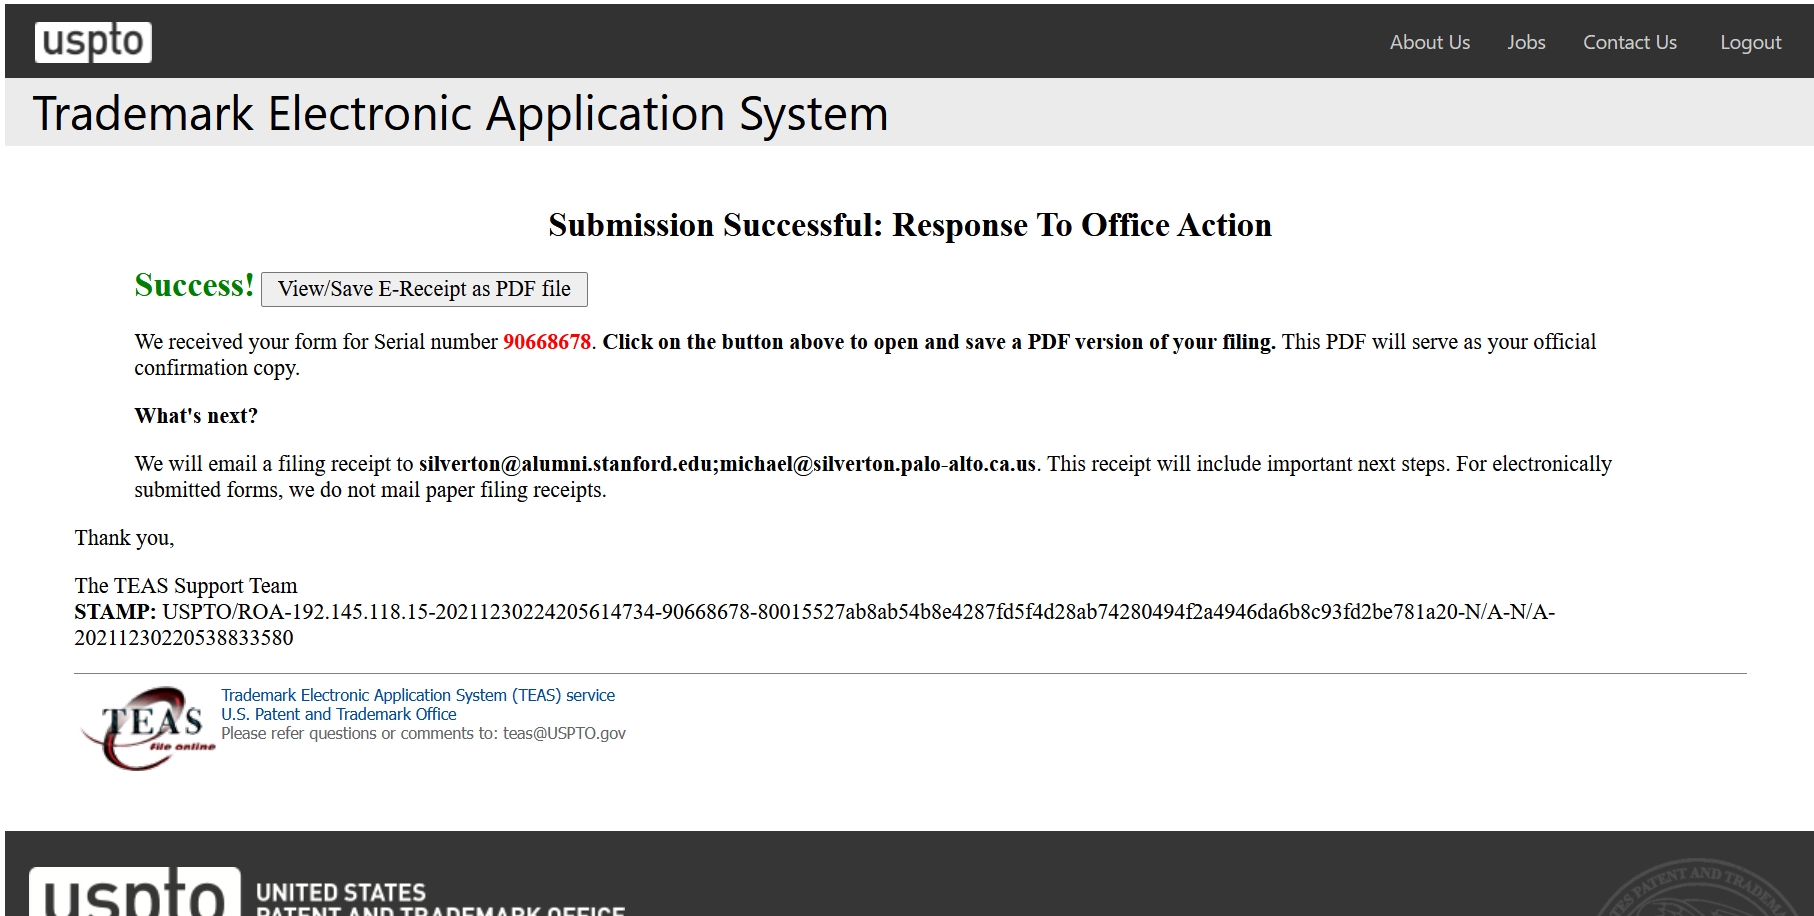 uspto
About Us Jobs Contact Us Logout
Trademark Electronic Application System
Submission Successful: Response To Office Action
Success! View/Save E-Receipt as PDF file
We received your form for Serial number 90668678. Click on the button above to open and save a PDF version of your filing. This PDF will serve as your official
confirmation copy.
What's next?
We will email a filing receipt to silverton@alumni.stanford.edu;michael@silverton.palo-alto.ca.us. This receipt will include important next steps. For electronically
submitted forms, we do not mail paper filing receipts.
Thank you,
The TEAS Support Team
STAMP: USPTO/ROA-192.145.118.15-20211230224205614734-90668678-80015527ab8ab54b8e4287fd5f4d28ab74280494f2a4946da6b8c93fd2be781a20-N/A-N/A-
20211230220538833580
TEAS
file online
Trademark Electronic Application System (TEAS) service
U.S. Patent and Trademark Office
Please refer questions or comments to: teas@USPTO.gov
uspto
UNITED STATES
PATENT AND TRADEMARK OFFICE
PATENT AND